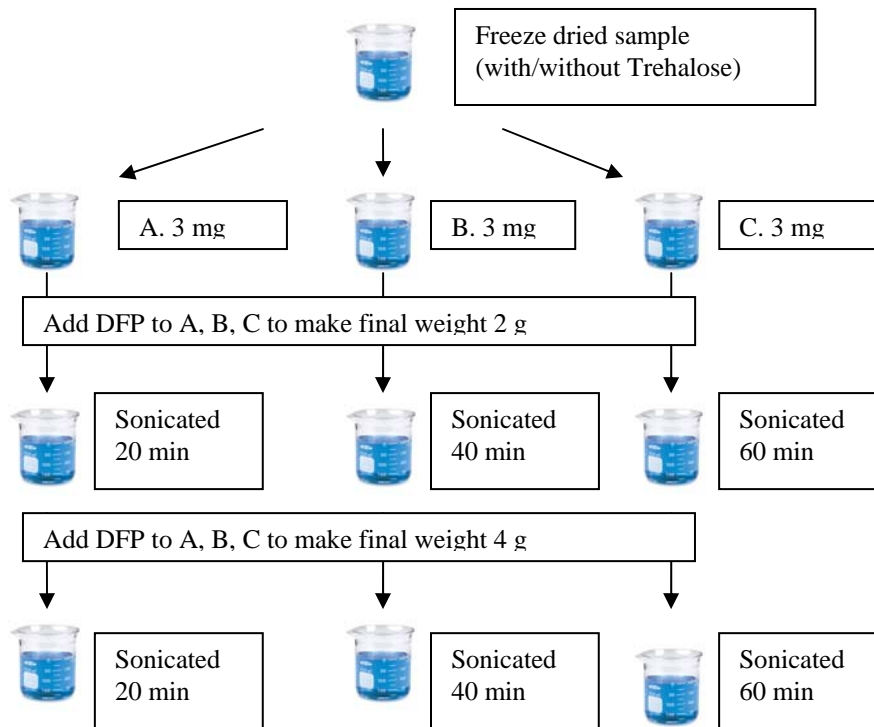 Freeze dried sample
(with/without Trehalose)
A. 3 mg
B. 3 mg
C. 3 mg
Add DFP to A, B, C to make final weight 2 g
Sonicated
20 min
Sonicated
40 min
Sonicated
60 min
Add DFP to A, B, C to make final weight 4 g
Sonicated
20 min
Sonicated
40 min
Sonicated
60 min